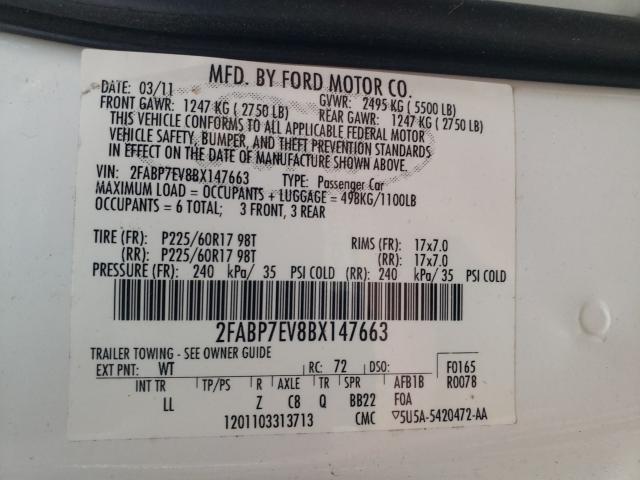 MFD. BY FORD MOTOR CO.
DATE: 03/11 GVWR: 2495 KG ( 5500 LB)
FRONT GAWR: 1247 KG ( 2750 LB) REAR GAWR: 1247 KG ( 2750 LB)
THIS VEHICLE CONFORMS TO ALL APPLICABLE FEDERAL MOTOR
VEHICLE SAFETY, BUMPER, AND THEFT PREVENTION STANDARDS
IN EFFECT ON THE DATE OF MANUFACTURE SHOWN ABOVE.
VIN: 2FABP7EV8BX147663 TYPE: Passenger Car
MAXIMUM LOAD = OCCUPANTS + LUGGAGE = 498KG/1100LB
OCCUPANTS = 6 TOTAL; 3 FRONT, 3 REAR
TIRE (FR): P225/60R17 98T RIMS (FR): 17x7.0
(RR): P225/60R17 98T (RR): 17x7.0
PRESSURE (FR): 240 kPa/ 35 PSI COLD (RR): 240 kPa/ 35 PSI COLD
2FABP7EV8BX147663
TRAILER TOWING - SEE OWNER GUIDE
EXT PNT: WT RC: 72 DSO: F0165
INT TR TP/PS R AXLE TR SPR AFB1B R0078
LL Z C8 Q BB22 FOA
1201103313713 CMC ▽5U5A-5420472-AA